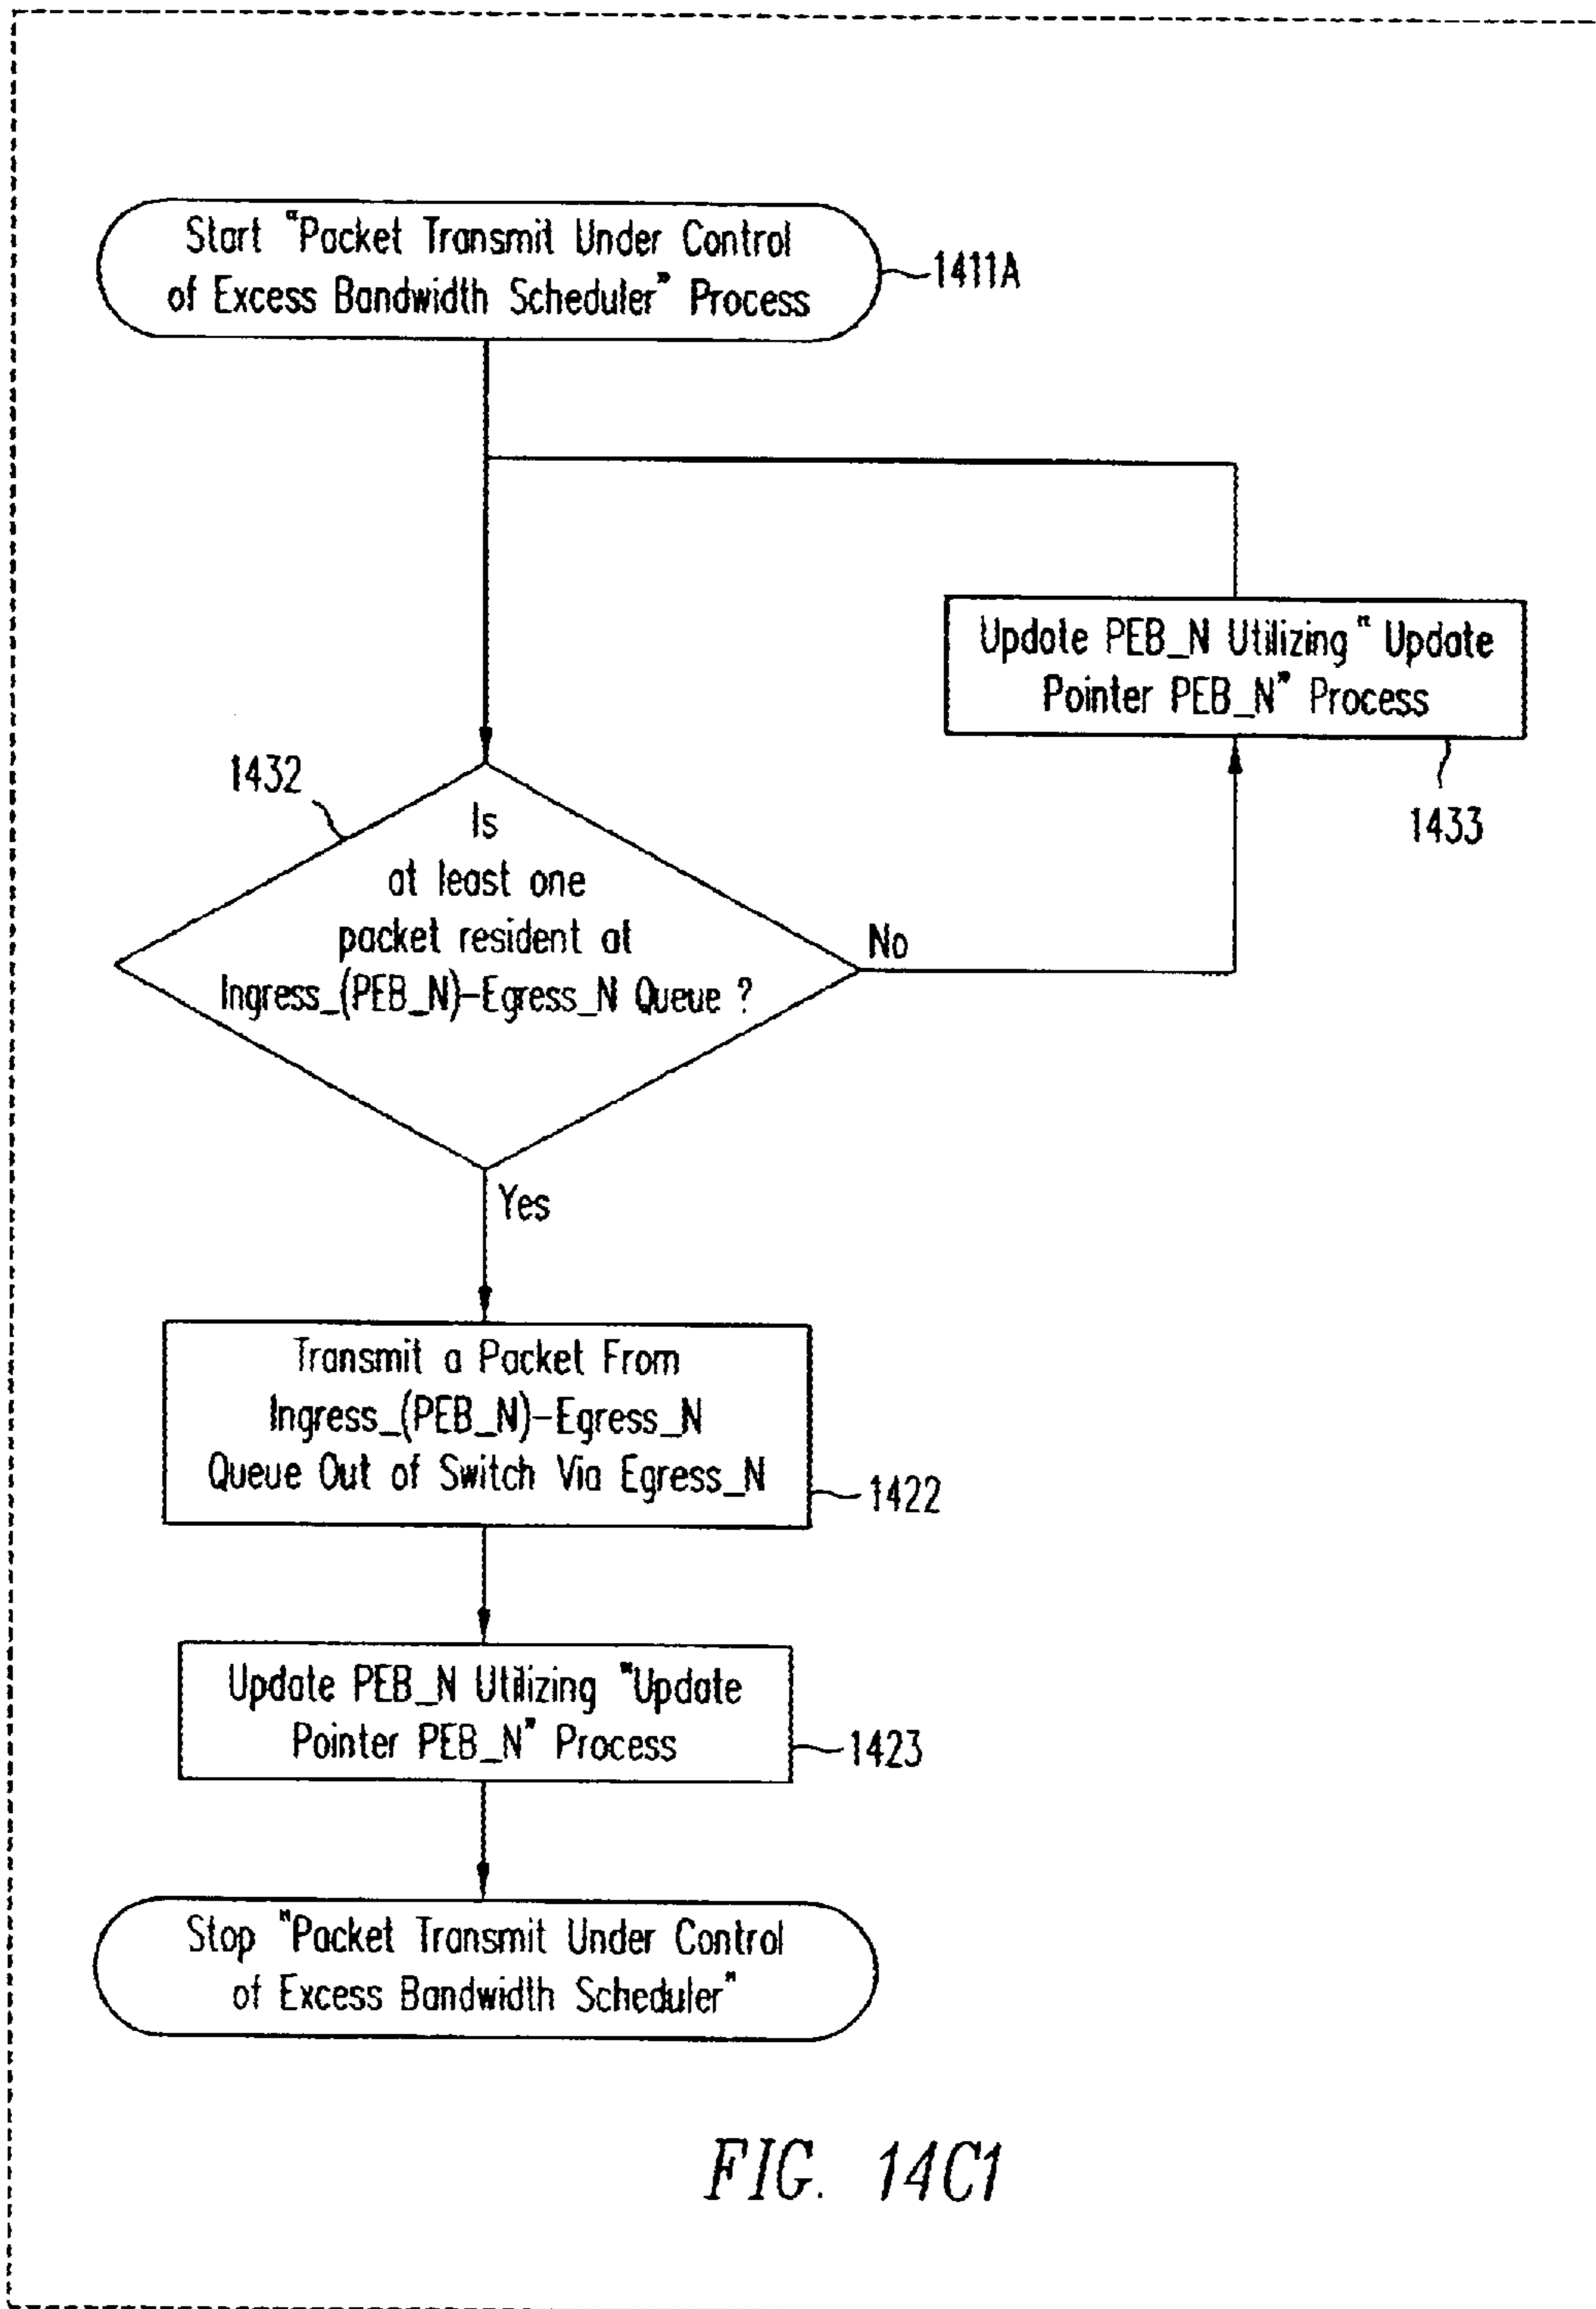 Start "Packet Transmit Under Control
of Excess Bandwidth Scheduler" Process
1411A
Update PEB_N Utilizing " Update
Pointer PEB_N" Process
1433
1432
Is
at least one
packet resident at
Ingress_(PEB_N)-Egress_N Queue ?
No
Yes
Transmit a Packet From
Ingress_(PEB_N)-Egress_N
Queue Out of Switch Via Egress_N
1422
Update PEB_N Utilizing "Update
Pointer PEB_N" Process
1423
Stop "Packet Transmit Under Control
of Excess Bandwidth Scheduler"
FIG. 14C1